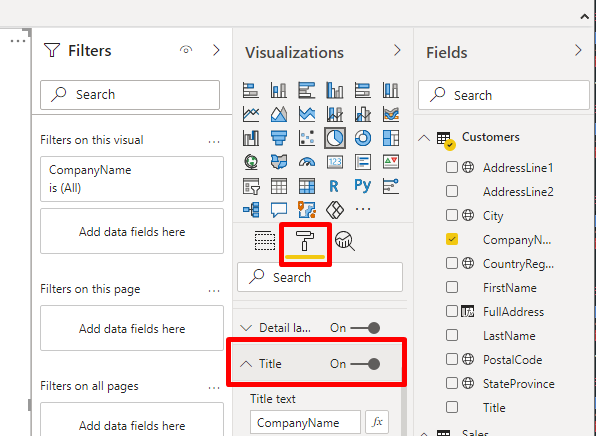 Filters
Search
Filters on this visual
CompanyName
is (All)
Add data fields here
Filters on this page
Add data fields here
Filters on all pages
Add data fields here
Visualizations
123
R
Py
Search
Detail la...
On
Title
On
Title text
CompanyName
fx
Fields
Search
Customers
AddressLine1
AddressLine2
City
CompanyN...
CountryReg...
FirstName
FullAddress
LastName
PostalCode
StateProvince
Title
Sales